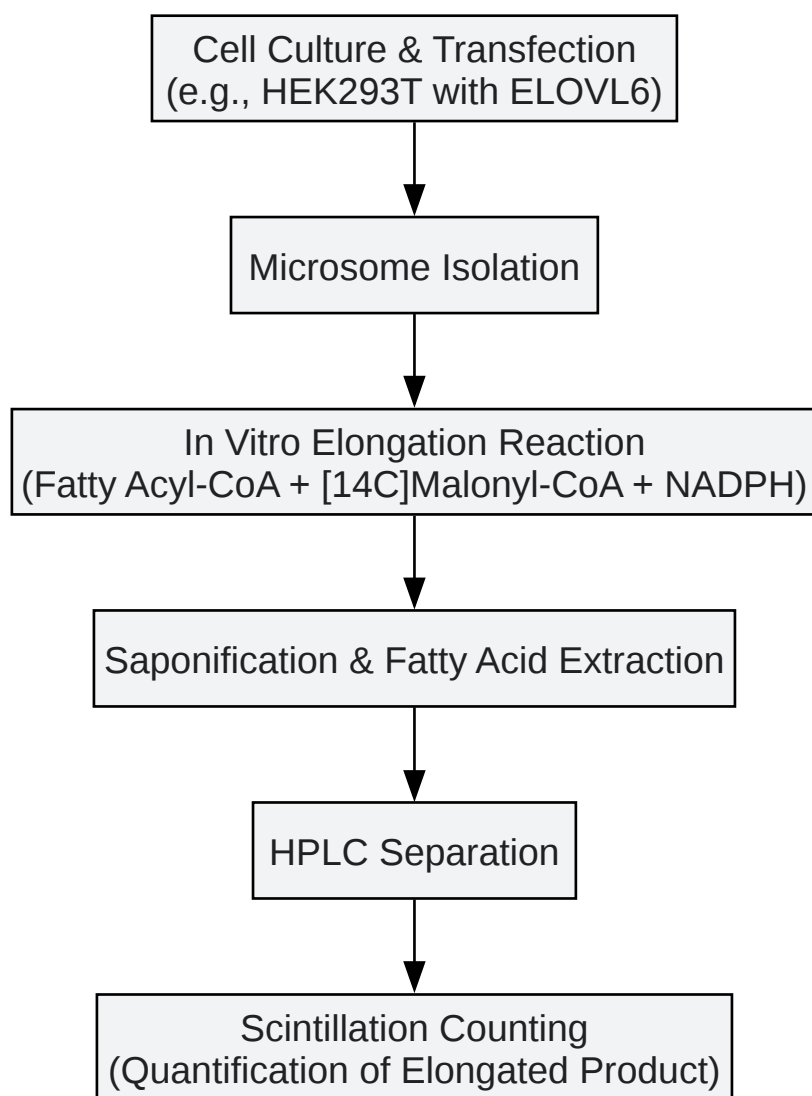 Cell Culture & Transfection
(e.g., HEK293T with ELOVL6)
Microsome Isolation
In Vitro Elongation Reaction
(Fatty Acyl-CoA + [14C]Malonyl-CoA + NADPH)
Saponification & Fatty Acid Extraction
HPLC Separation
Scintillation Counting
(Quantification of Elongated Product)